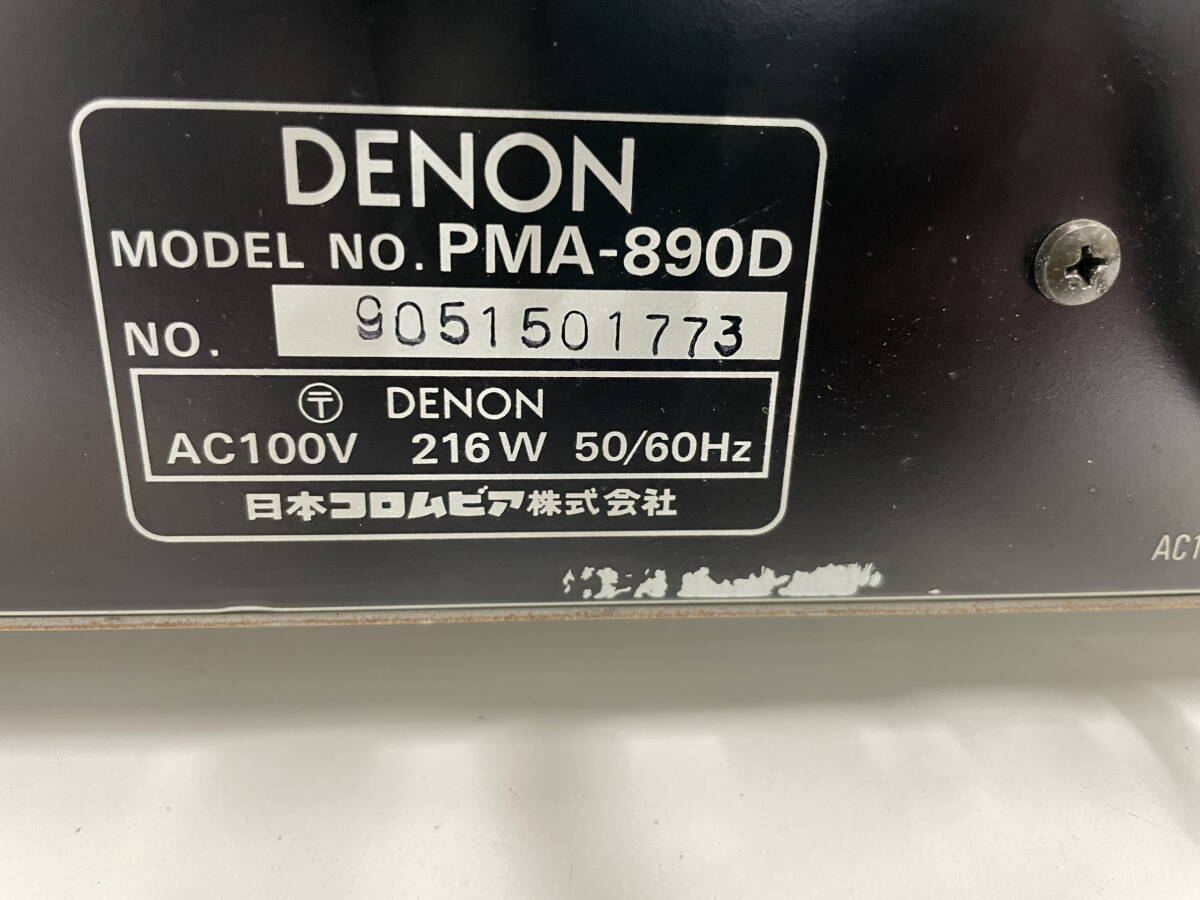 DENON
MODEL NO. PMA-890D
NO. 9051501773
〶 DENON
AC100V 216W 50/60Hz
日本コロムビア株式会社
AC1